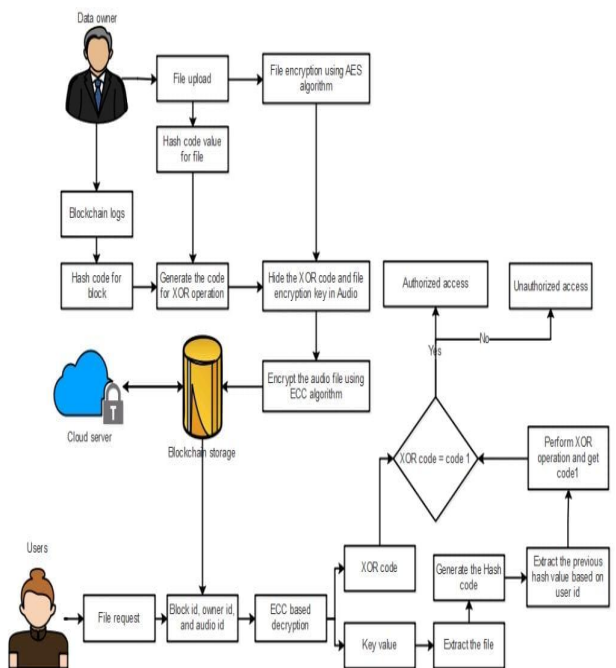 Data owner
File upload
File encryption using AES
algorithm
Hash code value
for file
Blockchain logs
Hash code for
block
Generate the code
for XOR operation
Hide the XOR code and file
encryption key in Audio
Authorized access
Unauthorized access
Yes
No
Encrypt the audio file using
ECC algorithm
T
Cloud server
Blockchain storage
XOR code = code 1
Perform XOR
operation and get
code1
Users
File request
Block id, owner id,
and audio id
ECC based
decryption
XOR code
Key value
Generate the Hash
code
Extract the file
Extract the previous
hash value based on
user id